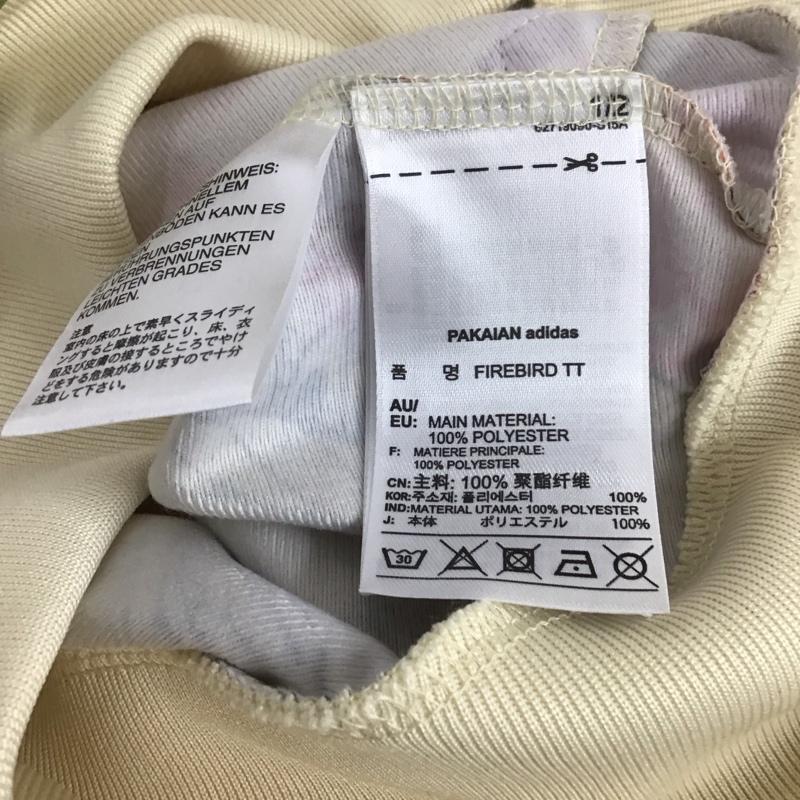 HINWEIS:
NELLEM
N AUF
BODEN KANN ES
ÜHRUNGSPUNKTEN
VERBRENNUNGEN
LEICHTEN GRADES
KOMMEN.
注意
室内の床の上で素早くスライディ
ングすると摩擦が起こり、床、衣
服及び皮膚の接するところでやけ
どをする危険がありますので十分
注意して下さい。
1/2
PAKAIAN adidas
품 명 FIREBIRD TT
AU/
EU: MAIN MATERIAL:
100% POLYESTER
F: MATIERE PRINCIPALE:
100% POLYESTER
CN: 主料: 100% 聚酯纤维
KOR: 주소재: 폴리에스터 100%
IND: MATERIAL UTAMA: 100% POLYESTER
J: 本体 ポリエステル 100%
30